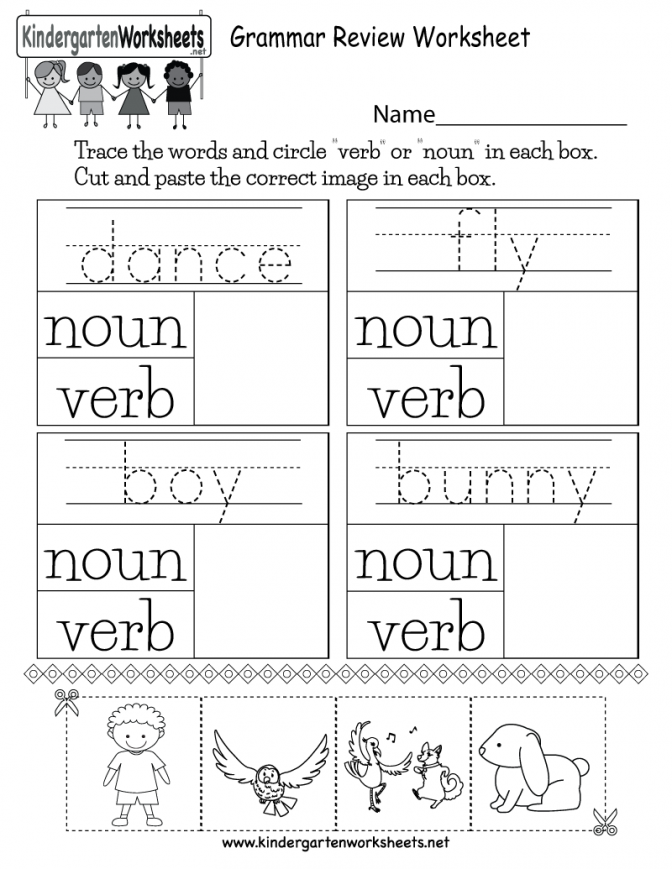 KindergartenWorksheets
.net
Grammar Review Worksheet
Name_________________
Trace the words and circle "verb" or "noun" in each box.
Cut and paste the correct image in each box.
dance
fly
noun
noun
verb
verb
boy
bunny
noun
noun
verb
verb
www.kindergartenworksheets.net